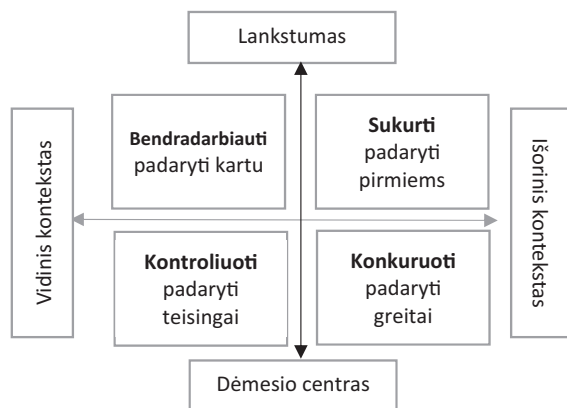 Lankstumas
Vidinis kontekstas
Bendradarbiauti
padaryti kartu
Sukurti
padaryti
pirmiems
Išorinis kontekstas
Kontroliuoti
padaryti
teisingai
Konkuruoti
padaryti
greitai
Dėmesio centras